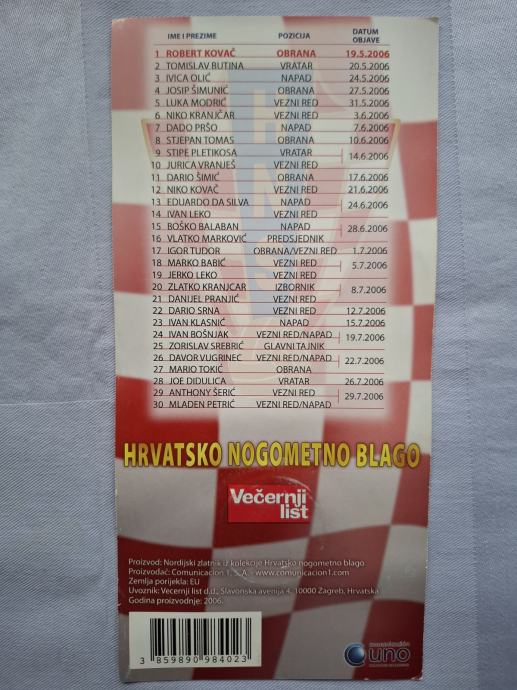 IME I PREZIME POZICIJA DATUM OBJAVE
1 ROBERT KOVAČ OBRANA 19.5.2006
2 TOMISLAV BUTINA VRATAR 20.5.2006
3 IVICA OLIĆ NAPAD 24.5.2006
4 JOSIP ŠIMUNIĆ OBRANA 27.5.2006
5 LUKA MODRIĆ VEZNI RED 31.5.2006
6 NIKO KRANJČAR VEZNI RED 3.6.2006
7 DADO PRŠO NAPAD 7.6.2006
8 STJEPAN TOMAS OBRANA 10.6.2006
9 STIPE PLETIKOSA VRATAR 14.6.2006
10 JURICA VRANJEŠ VEZNI RED
11 DARIO ŠIMIĆ OBRANA 17.6.2006
12 NIKO KOVAČ VEZNI RED 21.6.2006
13 EDUARDO DA SILVA NAPAD 24.6.2006
14 IVAN LEKO VEZNI RED
15 BOŠKO BALABAN NAPAD 28.6.2006
16 VLATKO MARKOVIĆ PREDSJEDNIK
17 IGOR TUDOR OBRANA/VEZNI RED 1.7.2006
18 MARKO BABIĆ VEZNI RED 5.7.2006
19 JERKO LEKO VEZNI RED
20 ZLATKO KRANJCAR IZBORNIK 8.7.2006
21 DANIJEL PRANJIĆ VEZNI RED
22 DARIO SRNA VEZNI RED 12.7.2006
23 IVAN KLASNIĆ NAPAD 15.7.2006
24 IVAN BOŠNJAK VEZNI RED/NAPAD 19.7.2006
25 ZORISLAV SREBRIĆ GLAVNI TAJNIK
26 DAVOR VUGRINEC VEZNI RED/NAPAD 22.7.2006
27 MARIO TOKIĆ OBRANA
28 JOE DIDULICA VRATAR 26.7.2006
29 ANTHONY ŠERIĆ VEZNI RED 29.7.2006
30 MLADEN PETRIĆ VEZNI RED/NAPAD
HNS
HRVATSKO NOGOMETNO BLAGO
Večernji
list
Proizvod: Nordijski zlatnik iz kolekcije Hrvatsko nogometno blago
Proizvođač: Comunicacion 1, S.A. - www.comunicacion1.com
Zemlja porijekla: EU
Uvoznik: Vecernji list d.d., Slavonska avenija 4, 10000 Zagreb, Hrvatska
Godina proizvodnje: 2006.
3 859890 984023
uno